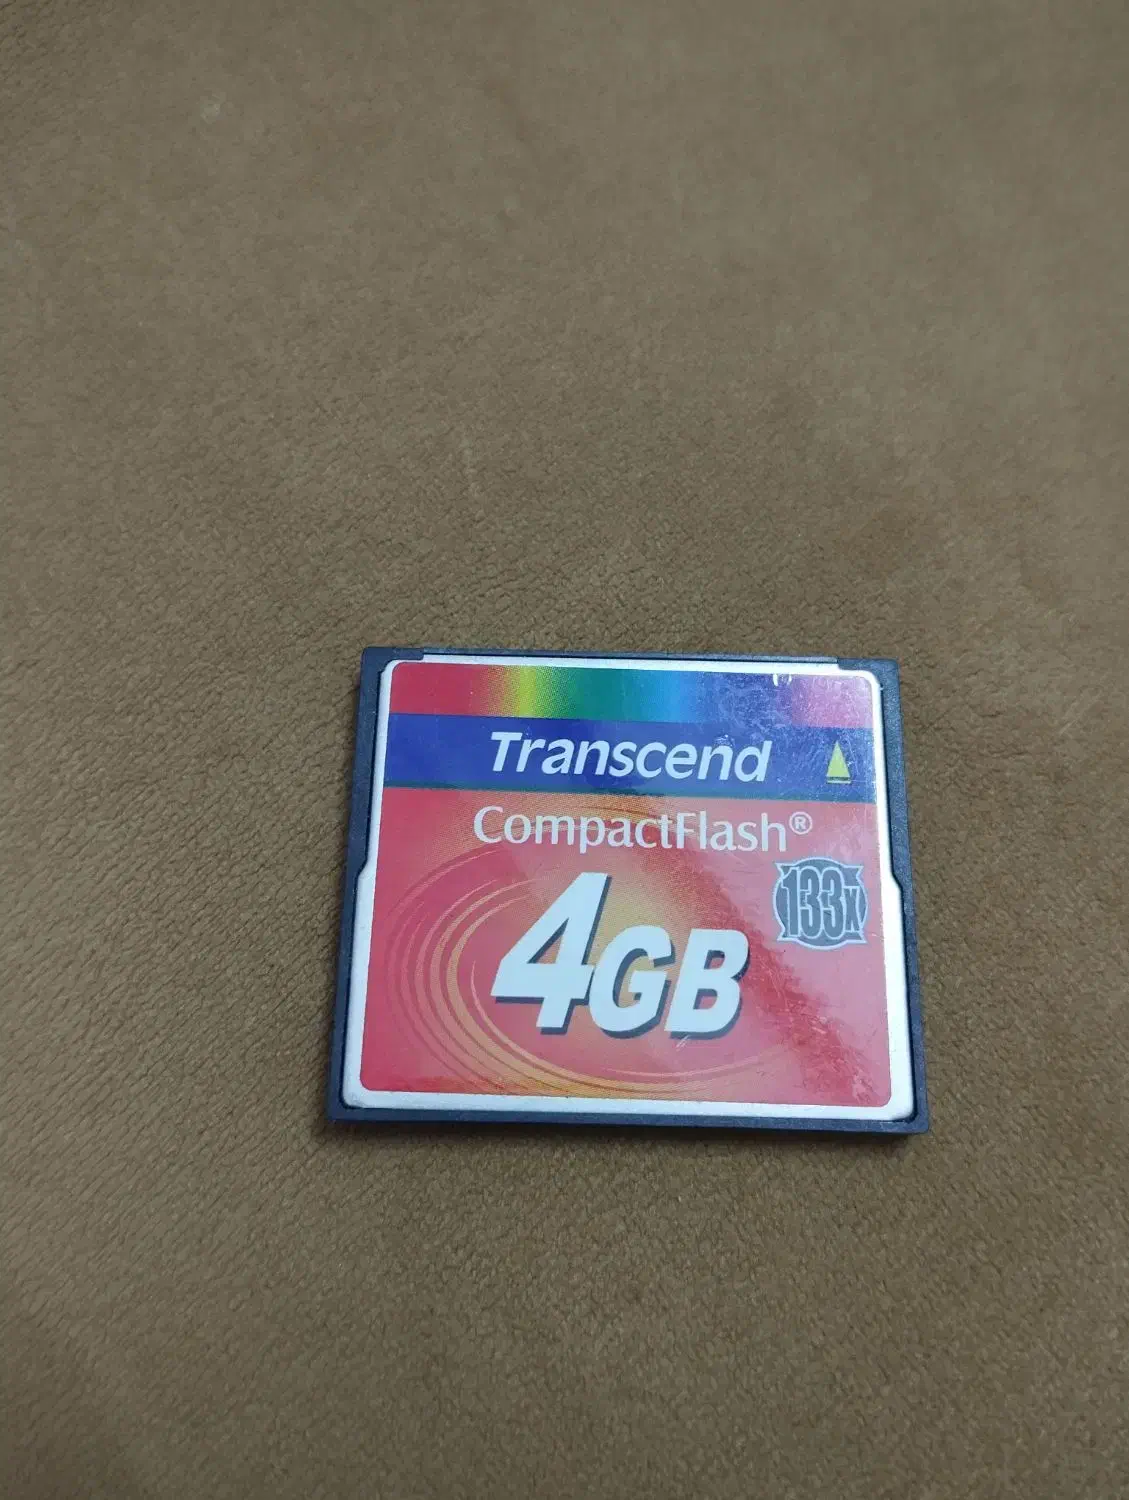 Transcend
CompactFlash®
133x
4GB